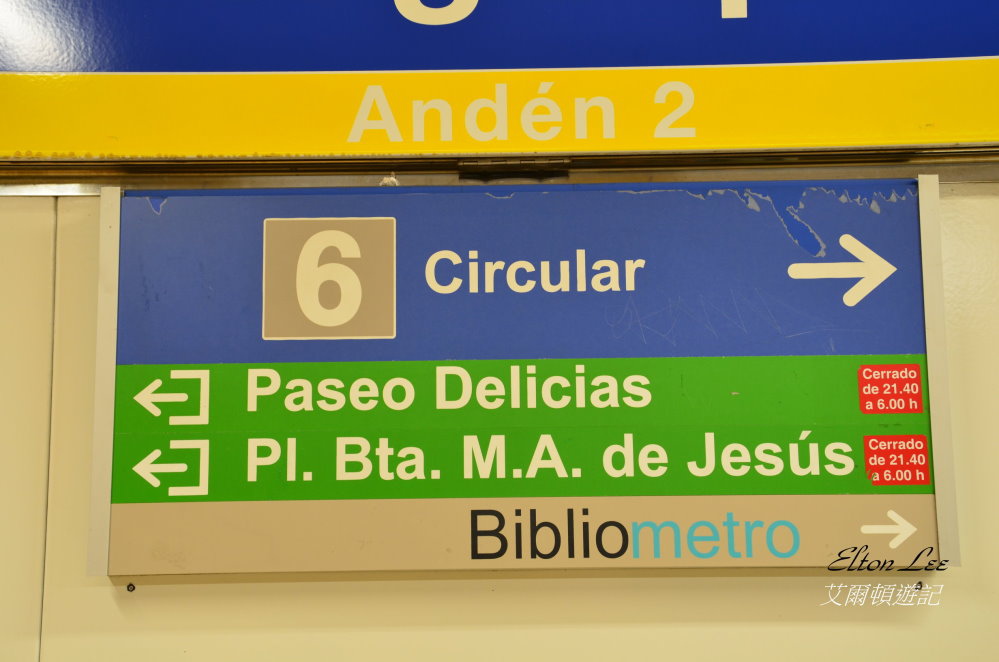 Andén 2
6 Circular
Paseo Delicias
Cerrado
de 21.40
a 6.00 h
Pl. Bta. M.A. de Jesús
Cerrado
de 21.40
a 6.00 h
Bibliometro
Elton Lee
艾爾頓遊記